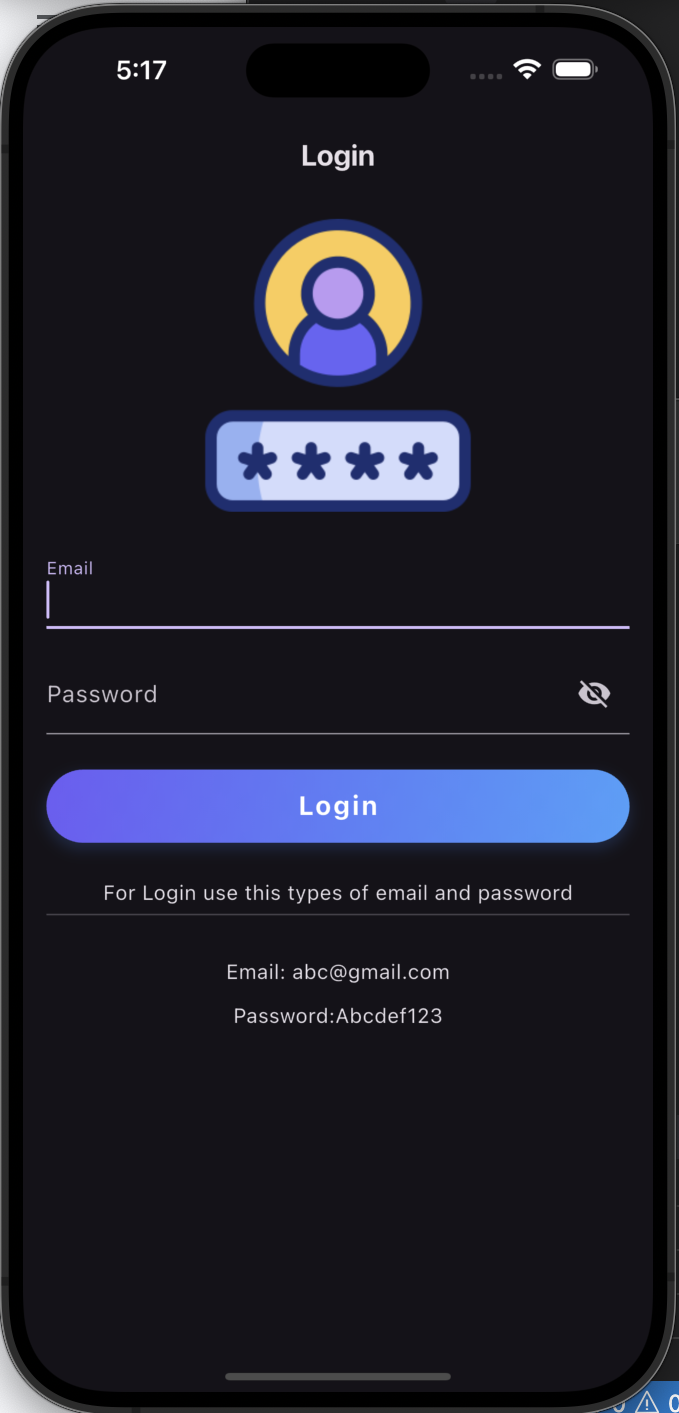 5:17
Login
* * * *
Email
Password
Login
For Login use this types of email and password
Email: abc@gmail.com
Password:Abcdef123